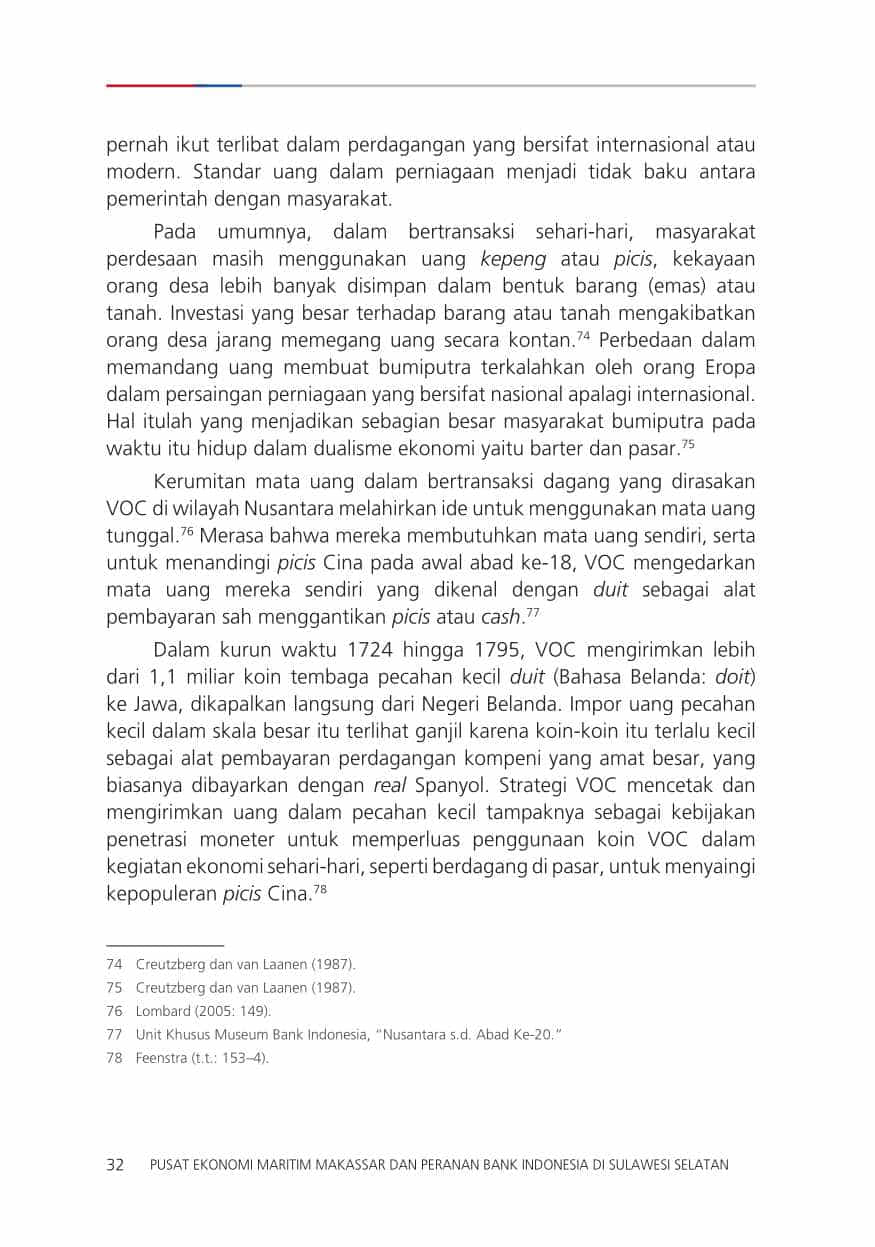 pernah ikut terlibat dalam perdagangan yang bersifat internasional atau
modern. Standar uang dalam perniagaan menjadi tidak baku antara
pemerintah dengan masyarakat.
Pada umumnya, dalam bertransaksi sehari-hari, masyarakat
perdesaan masih menggunakan uang kepeng atau picis, kekayaan
orang desa lebih banyak disimpan dalam bentuk barang (emas) atau
tanah. Investasi yang besar terhadap barang atau tanah mengakibatkan
orang desa jarang memegang uang secara kontan.74 Perbedaan dalam
memandang uang membuat bumiputra terkalahkan oleh orang Eropa
dalam persaingan perniagaan yang bersifat nasional apalagi internasional.
Hal itulah yang menjadikan sebagian besar masyarakat bumiputra pada
waktu itu hidup dalam dualisme ekonomi yaitu barter dan pasar.75
Kerumitan mata uang dalam bertransaksi dagang yang dirasakan
VOC di wilayah Nusantara melahirkan ide untuk menggunakan mata uang
tunggal.76 Merasa bahwa mereka membutuhkan mata uang sendiri, serta
untuk menandingi picis Cina pada awal abad ke-18, VOC mengedarkan
mata uang mereka sendiri yang dikenal dengan duit sebagai alat
pembayaran sah menggantikan picis atau cash.77
Dalam kurun waktu 1724 hingga 1795, VOC mengirimkan lebih
dari 1,1 miliar koin tembaga pecahan kecil duit (Bahasa Belanda: doit)
ke Jawa, dikapalkan langsung dari Negeri Belanda. Impor uang pecahan
kecil dalam skala besar itu terlihat ganjil karena koin-koin itu terlalu kecil
sebagai alat pembayaran perdagangan kompeni yang amat besar, yang
biasanya dibayarkan dengan real Spanyol. Strategi VOC mencetak dan
mengirimkan uang dalam pecahan kecil tampaknya sebagai kebijakan
penetrasi moneter untuk memperluas penggunaan koin VOC dalam
kegiatan ekonomi sehari-hari, seperti berdagang di pasar, untuk menyaingi
kepopuleran picis Cina.78
74 Creutzberg dan van Laanen (1987).
75 Creutzberg dan van Laanen (1987).
76 Lombard (2005: 149).
77 Unit Khusus Museum Bank Indonesia, “Nusantara s.d. Abad Ke-20.”
78 Feenstra (t.t.: 153–4).
32 PUSAT EKONOMI MARITIM MAKASSAR DAN PERANAN BANK INDONESIA DI SULAWESI SELATAN